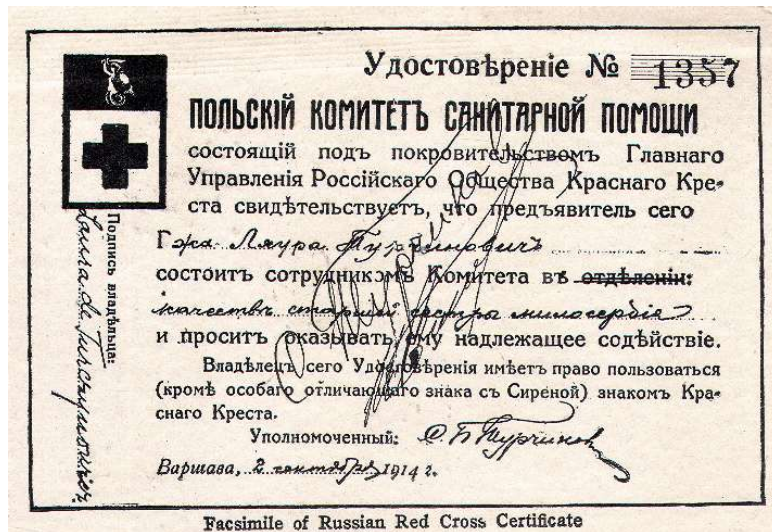 Удостовѣреніе № 1357
ПОЛЬСКІЙ КОМИТЕТЪ САНИТАРНОЙ ПОМОЩИ
состоящій подъ покровительствомъ Главнаго
Управленія Россійскаго Общества Краснаго Кре-
ста свидѣтельствуетъ, что предъявитель сего
Г-жа Лаура Турчиновичъ
состоитъ сотрудникомъ Комитета въ отдѣленіи:
качествѣ старшей сестры милосердія
и проситъ оказывать ему надлежащее содѣйствіе.
Владѣлецъ сего Удостовѣренія имѣетъ право пользоваться
(кромѣ особаго отличающаго знака съ Сиреной) знакомъ Кра-
снаго Креста.
Уполномоченный:
Варшава, 2 сентября 1914 г.
Подпись владѣльца:
Facsimile of Russian Red Cross Certificate